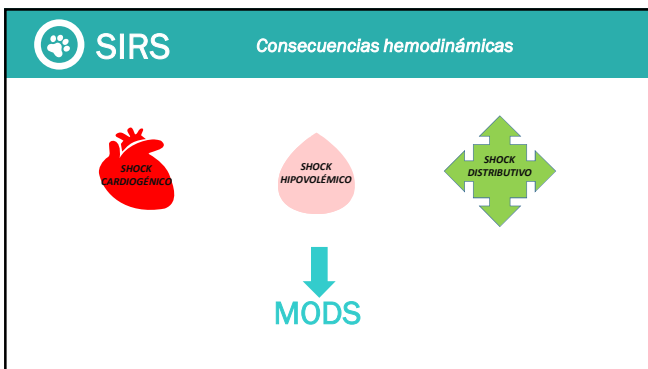 SIRS
Consecuencias hemodinámicas
SHOCK
CARDIOGÉNICO
SHOCK
HIPOVOLÉMICO
SHOCK
DISTRIBUTIVO
MODS